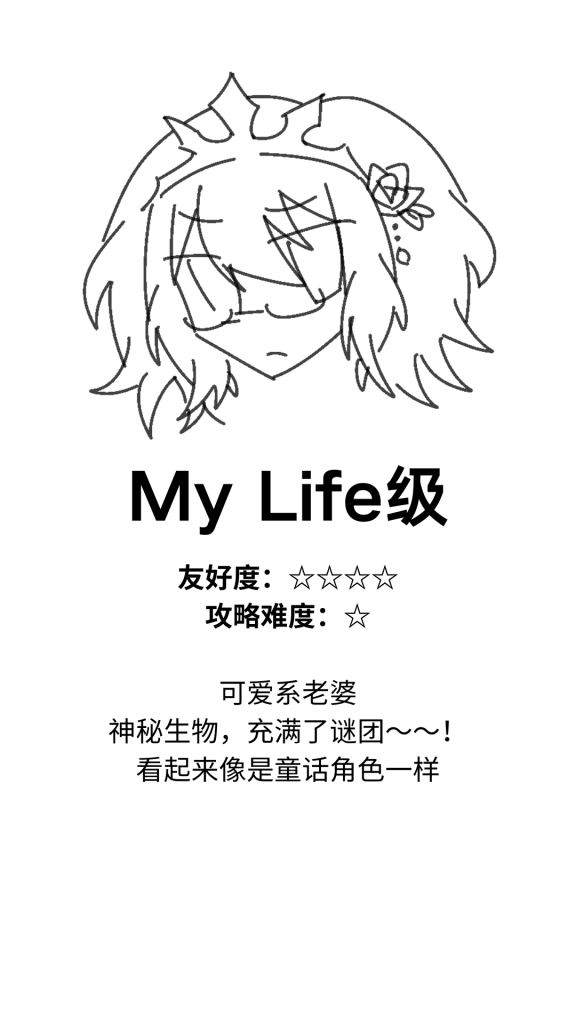 My Life级
友好度：☆☆☆☆
攻略难度：☆
可爱系老婆
神秘生物，充满了谜团～～！
看起来像是童话角色一样